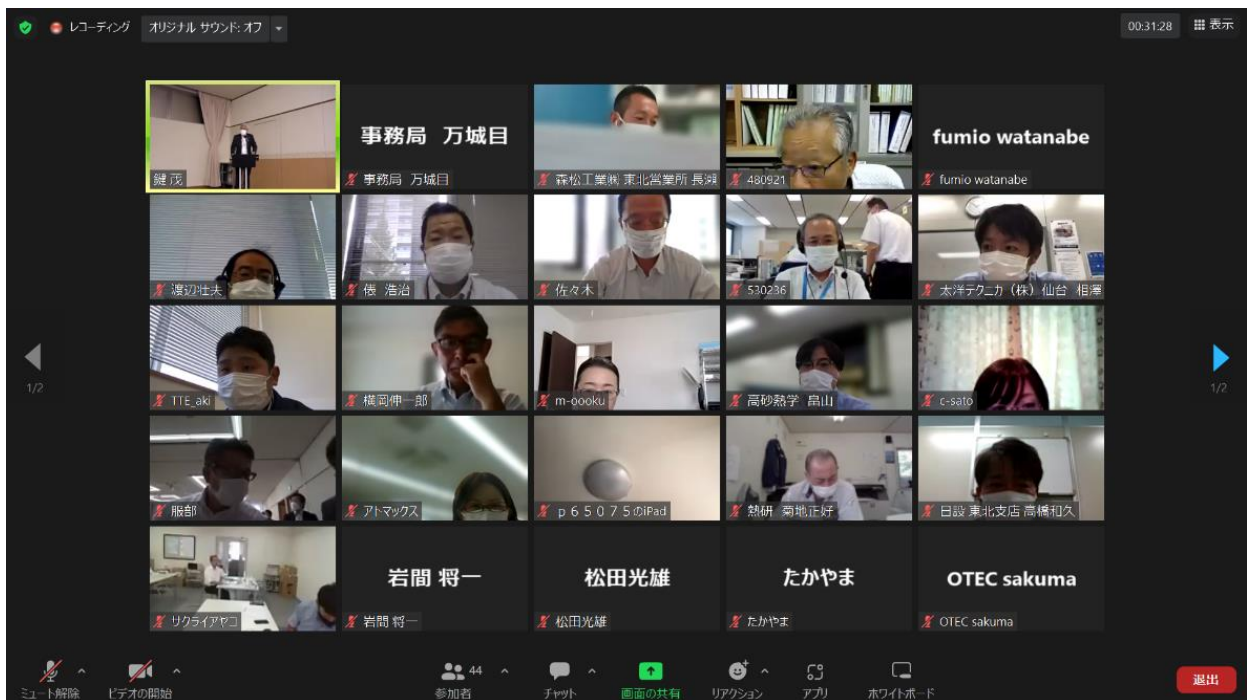 レコーディング
オリジナル サウンド: オフ
00:31:28
表示
鍵 茂
事務局 万城目
事務局 万城目
森松工業㈱ 東北営業所 長瀬
480921
fumio watanabe
fumio watanabe
渡辺壮夫
俵 浩治
佐々木
530236
太洋テクニカ（株）仙台 相澤
TTE_aki
横岡伸一郎
m-oooku
高砂熱学 畠山
c-sato
服部
アトマックス
p６５０７５のiPad
熱研 菊地正好
日設 東北支店 高橋和久
サクライアヤコ
岩間 将一
岩間 将一
松田光雄
松田光雄
たかやま
たかやま
OTEC sakuma
OTEC sakuma
1/2
1/2
ミュート解除
ビデオの開始
44
参加者
チャット
画面の共有
リアクション
アプリ
ホワイトボード
退出